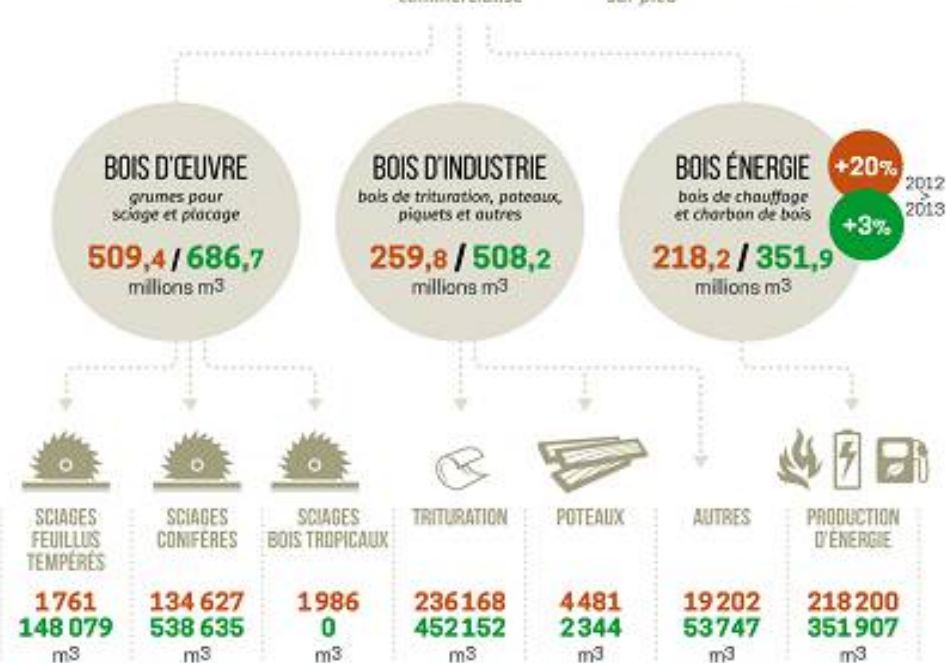 BOIS D'ŒUVRE
grumes pour
sciage et placage
509,4 / 686,7
millions m3
BOIS D'INDUSTRIE
bois de trituration, poteaux,
piquets et autres
259,8 / 508,2
millions m3
BOIS ÉNERGIE
bois de chauffage
et charbon de bois
218,2 / 351,9
millions m3
+20%
+3%
2012
2013
SCIAGES
FEUILLUS
TEMPÉRÉS
1761
148 079
m3
SCIAGES
CONIFÈRES
134 627
538 635
m3
SCIAGES
BOIS TROPICAUX
1986
0
m3
TRITURATION
236 168
452 152
m3
POTEAUX
4481
2344
m3
AUTRES
19 202
53 747
m3
PRODUCTION
D'ÉNERGIE
218 200
351 907
m3